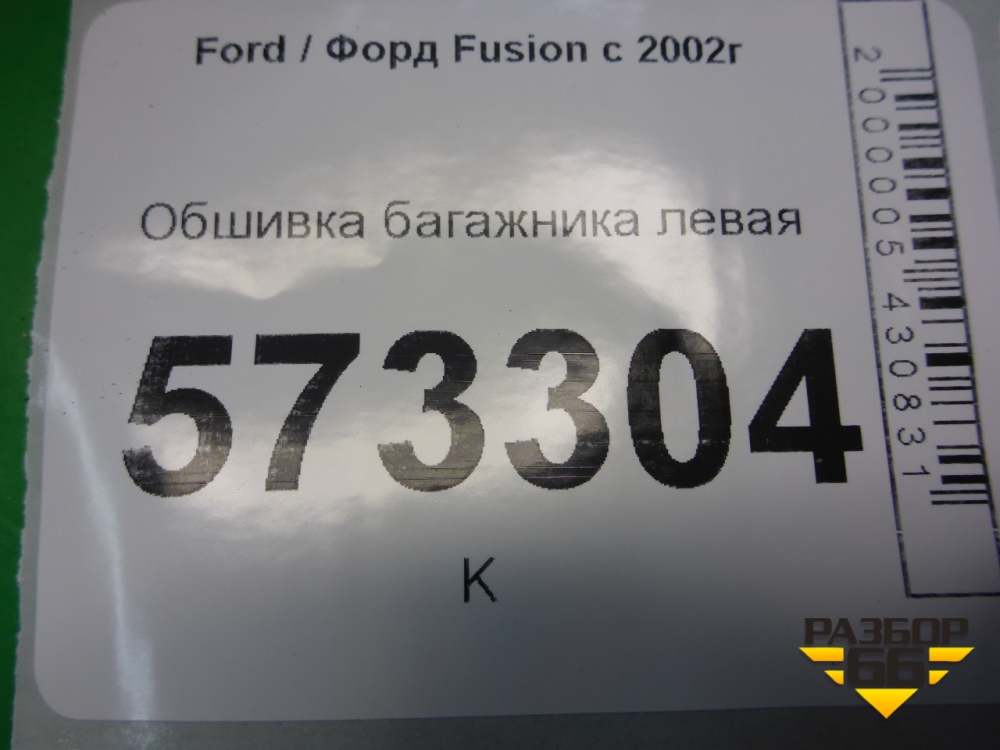 Ford / Форд Fusion с 2002г
Обшивка багажника левая
573304
К
2000005430831
РАЗБОР
66